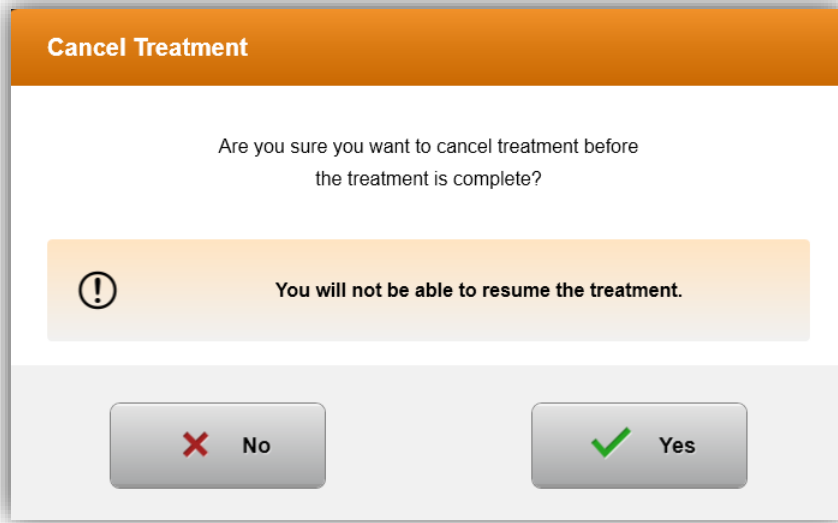 Cancel Treatment
Are you sure you want to cancel treatment before
the treatment is complete?
You will not be able to resume the treatment.
No
Yes